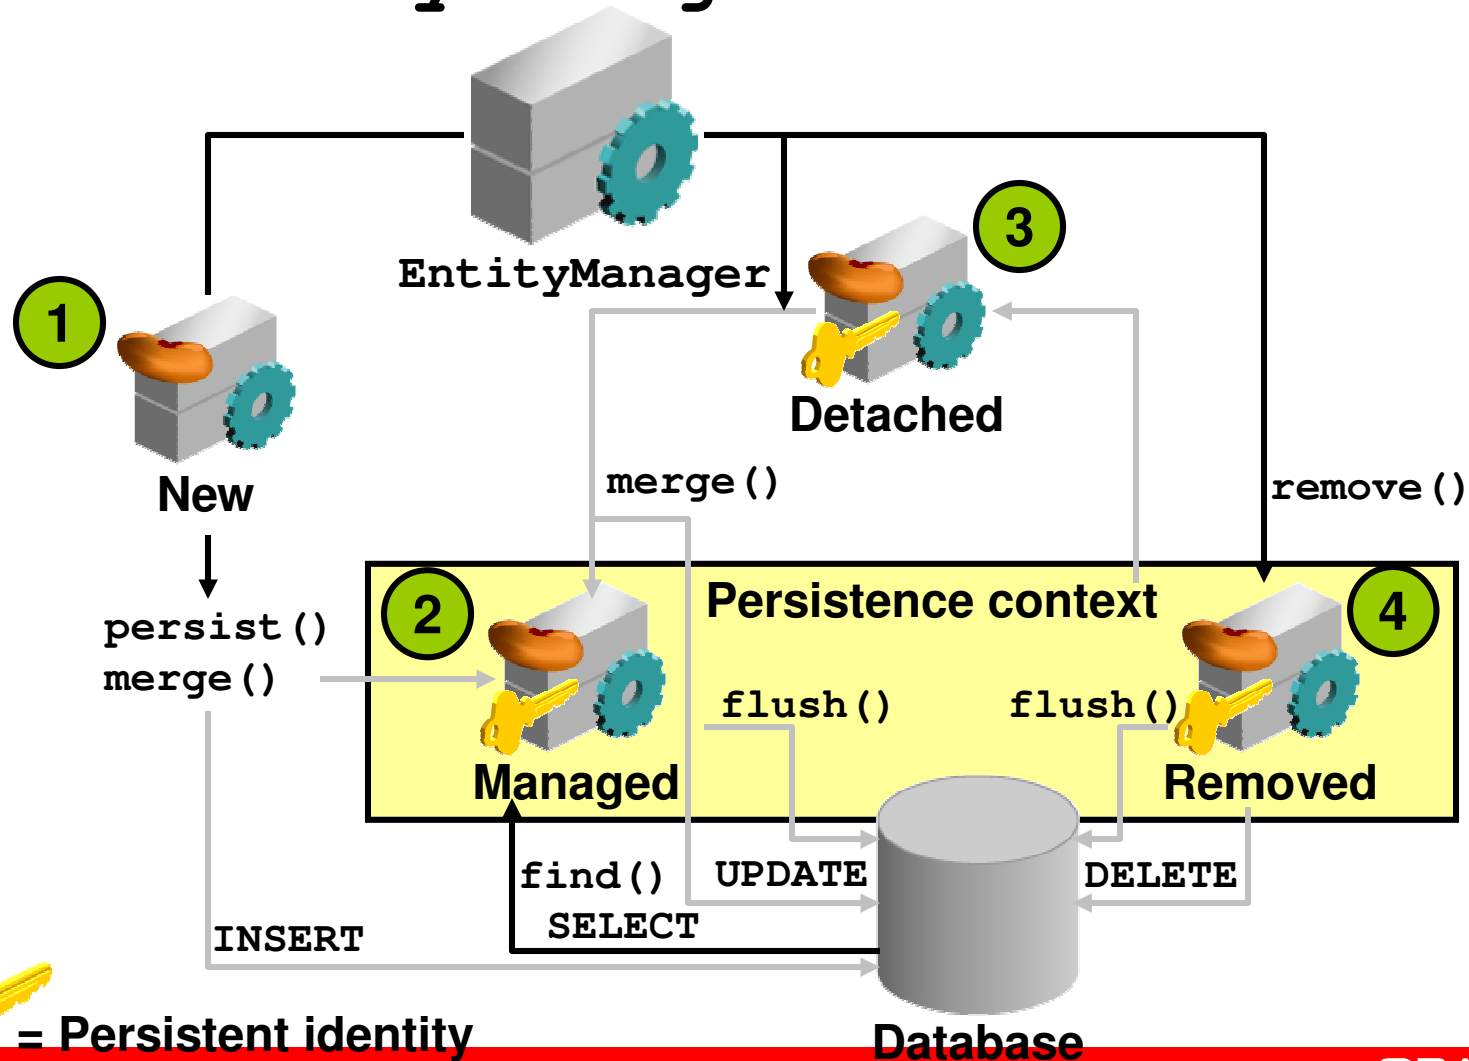 EntityManager
3
1
Detached
New
merge()
remove()
persist()
merge()
2
Persistence context
4
flush()
flush()
Managed
Removed
find()
UPDATE
DELETE
SELECT
INSERT
= Persistent identity
Database